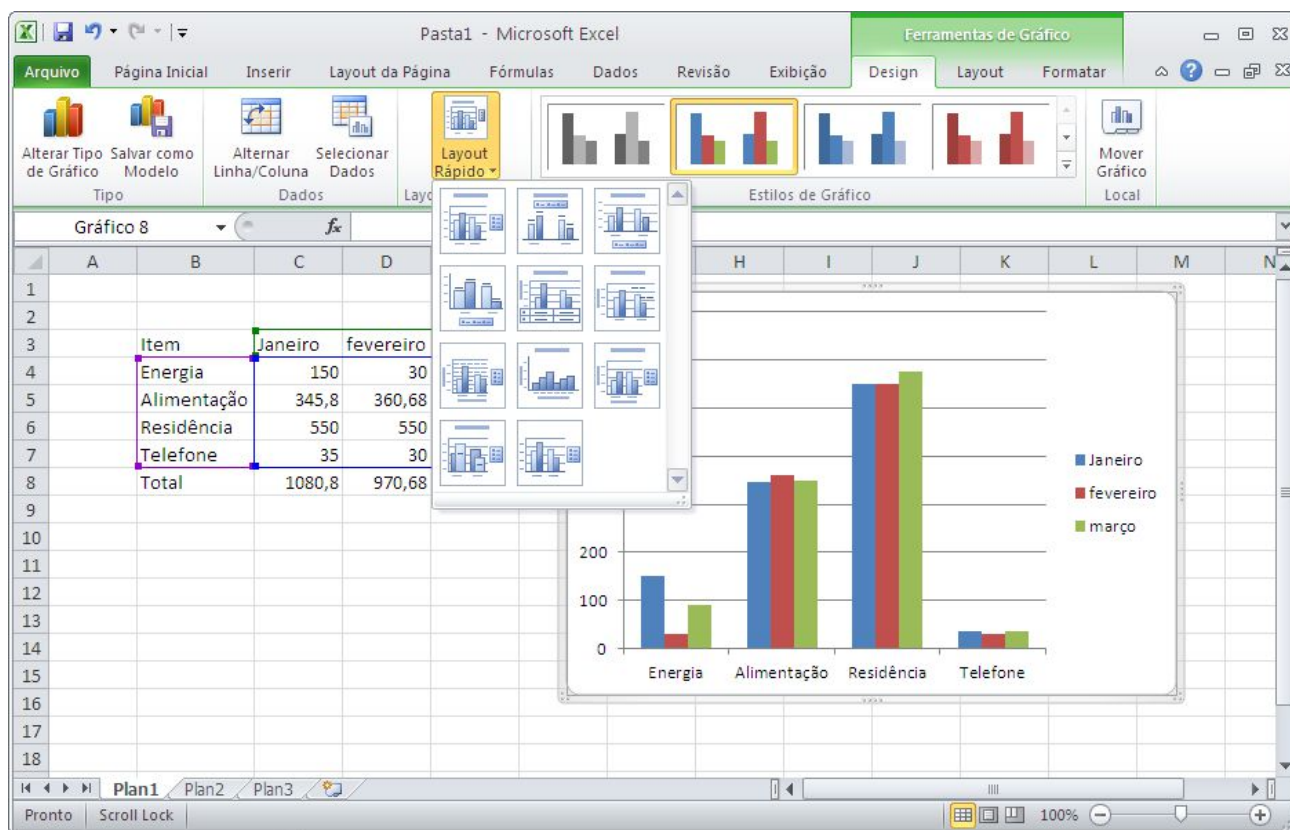 Pasta1 - Microsoft Excel
Ferramentas de Gráfico
Arquivo Página Inicial Inserir Layout da Página Fórmulas Dados Revisão Exibição Design Layout Formatar
Alterar Tipo de Gráfico
Salvar como Modelo
Alternar Linha/Coluna
Selecionar Dados
Layout Rápido
Mover Gráfico
Tipo Dados Estilos de Gráfico Local
Gráfico 8 fx
A B C D H I J K L M N
1
2
3 Item Janeiro fevereiro
4 Energia 150 30
5 Alimentação 345,8 360,68
6 Residência 550 550
7 Telefone 35 30
8 Total 1080,8 970,68
9
10
11
12
13
14
15
16
17
18
Janeiro
fevereiro
março
200
100
0
Energia Alimentação Residência Telefone
Plan1 Plan2 Plan3
Pronto Scroll Lock 100%